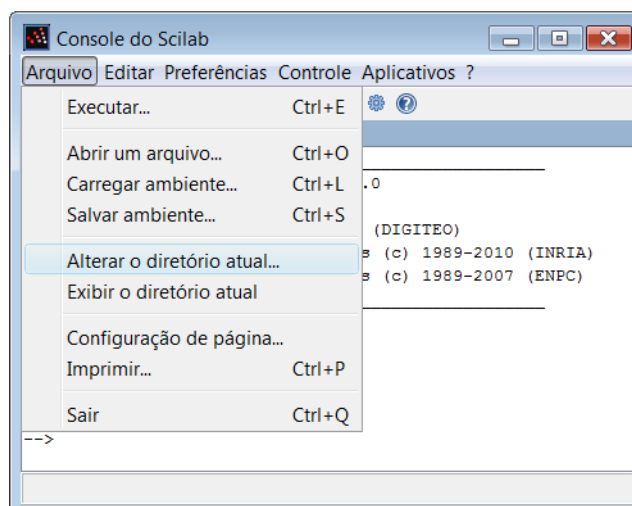 Console do Scilab
Arquivo Editar Preferências Controle Aplicativos ?
Executar... Ctrl+E
Abrir um arquivo... Ctrl+O
Carregar ambiente... Ctrl+L
.0
Salvar ambiente... Ctrl+S
(DIGITEO)
Alterar o diretório atual...
s (c) 1989-2010 (INRIA)
Exibir o diretório atual
s (c) 1989-2007 (ENPC)
Configuração de página...
Imprimir... Ctrl+P
Sair Ctrl+Q
-->